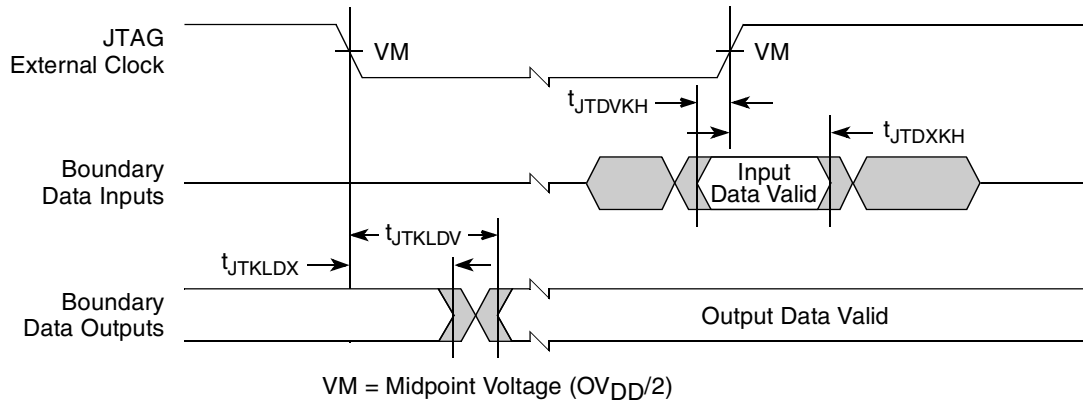 JTAG
External Clock
VM
VM
tJTDVKH
tJTDXKH
Boundary
Data Inputs
Input
Data Valid
tJTKLDV
tJTKLDX
Boundary
Data Outputs
Output Data Valid
VM = Midpoint Voltage (OVDD/2)